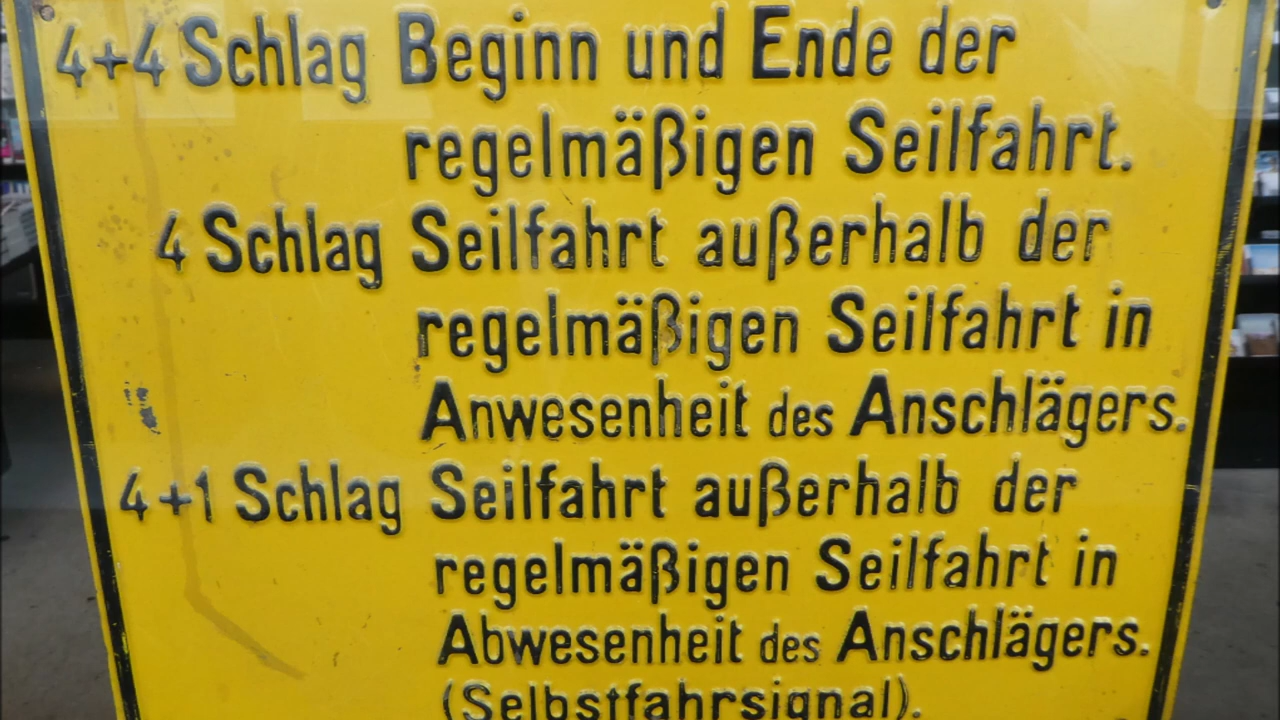 4+4 Schlag Beginn und Ende der
regelmäßigen Seilfahrt.
4 Schlag Seilfahrt außerhalb der
regelmäßigen Seilfahrt in
Anwesenheit des Anschlägers.
4+1 Schlag Seilfahrt außerhalb der
regelmäßigen Seilfahrt in
Abwesenheit des Anschlägers.
(Selbstfahrsignal).